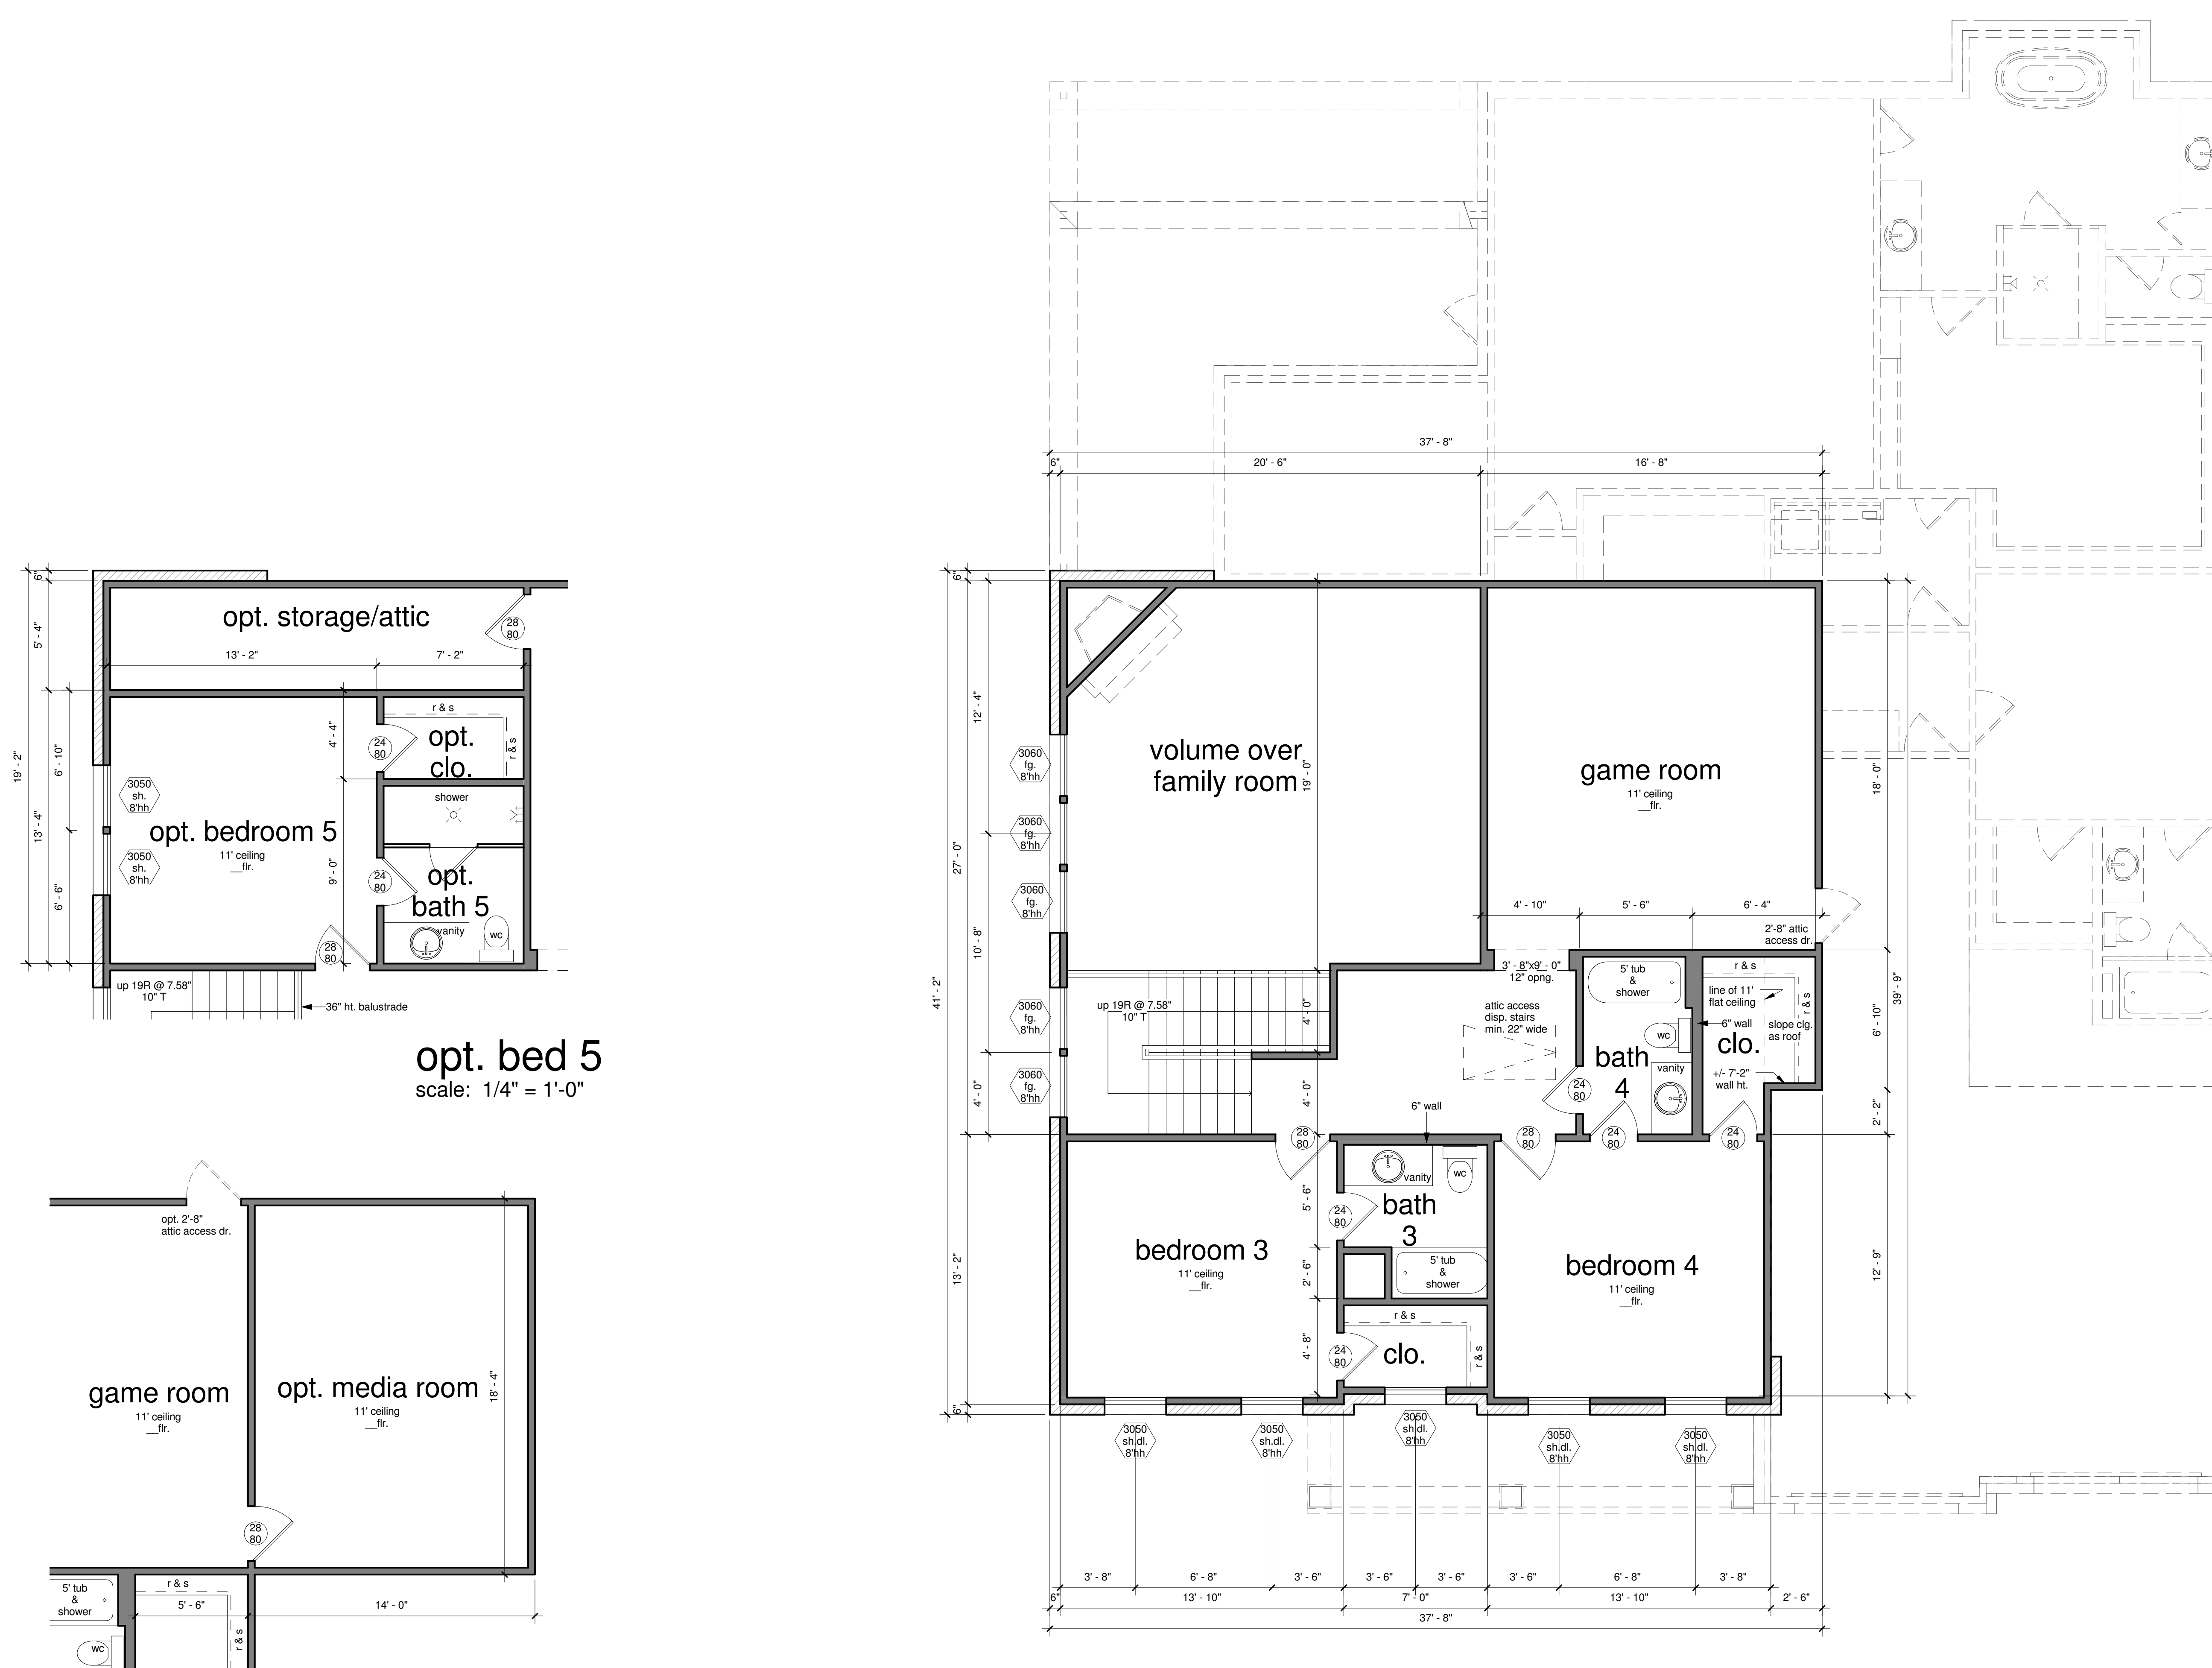 37' - 8"
6"
20' - 6"
16' - 8"
6"
5' - 4"
19' - 2"
13' - 4"
6' - 10"
6' - 6"
opt. storage/attic
28
80
13' - 2"
7' - 2"
r & s
r & s
4' - 4"
24
80
opt.
clo.
3050
sh.
8'hh
opt. bedroom 5
11' ceiling
__flr.
3050
sh.
8'hh
shower
9' - 0"
24
80
opt.
bath 5
vanity
wc
28
80
up 19R @ 7.58"
10" T
36" ht. balustrade
opt. bed 5
scale: 1/4" = 1'-0"
opt. 2'-8"
attic access dr.
game room
11' ceiling
__flr.
opt. media room
11' ceiling
__flr.
18' - 4"
28
80
5' tub
&
shower
r & s
5' - 6"
14' - 0"
r & s
wc
6"
41' - 2"
27' - 0"
12' - 4"
10' - 8"
4' - 0"
13' - 2"
6"
3060
fg.
8'hh
3060
fg.
8'hh
3060
fg.
8'hh
3060
fg.
8'hh
3060
fg.
8'hh
volume over
family room
19' - 0"
game room
11' ceiling
__flr.
18' - 0"
39' - 9"
4' - 10"
5' - 6"
6' - 4"
2'-8" attic
access dr.
3' - 8"x9' - 0"
12" opng.
up 19R @ 7.58"
10" T
4' - 0"
4' - 0"
attic access
disp. stairs
min. 22" wide
5' tub
&
shower
r & s
line of 11'
flat ceiling
r & s
6" wall
slope clg.
as roof
wc
clo.
bath
4
vanity
+/- 7'-2"
wall ht.
6' - 10"
2' - 2"
24
80
6" wall
28
80
28
80
24
80
24
80
vanity
wc
5' - 6"
bath
3
24
80
bedroom 3
11' ceiling
__flr.
2' - 6"
5' tub
&
shower
bedroom 4
11' ceiling
__flr.
12' - 9"
r & s
4' - 8"
24
80
clo.
r & s
3050
sh.dl.
8'hh
3050
sh.dl.
8'hh
3050
sh.dl.
8'hh
3050
sh.dl.
8'hh
3050
sh.dl.
8'hh
3' - 8"
6' - 8"
3' - 6"
3' - 6"
3' - 6"
3' - 6"
6' - 8"
3' - 8"
6"
13' - 10"
7' - 0"
13' - 10"
2' - 6"
37' - 8"